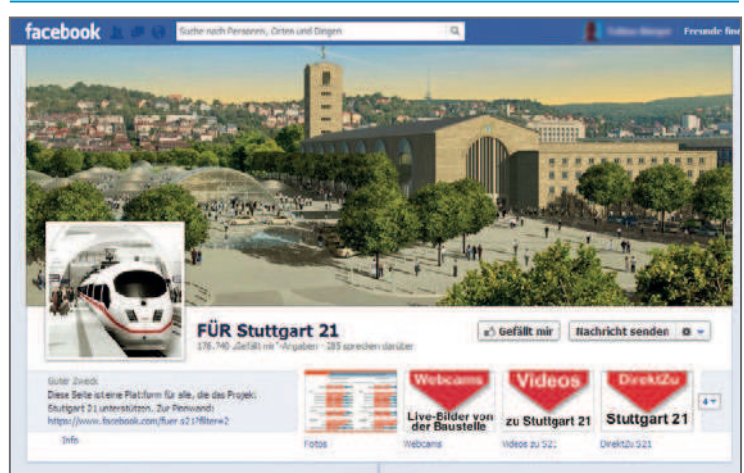 facebook
Suche nach Personen, Orten und Dingen
Freunde fin
FÜR Stuttgart 21
178.740 „Gefällt mir“-Angaben · 283 sprechen darüber
Gefällt mir
Nachricht senden
Guter Zweck
Diese Seite ist eine Plattform für alle, die das Projekt
Stuttgart 21 unterstützen. Zur Pinnwand:
https://www.facebook.com/fuer.s21?filter=2
Info
Fotos
Webcams
Live-Bilder von
der Baustelle
Webcams
Videos
zu Stuttgart 21
Videos zu S21
DirektZu
Stuttgart 21
DirektZu S21
4